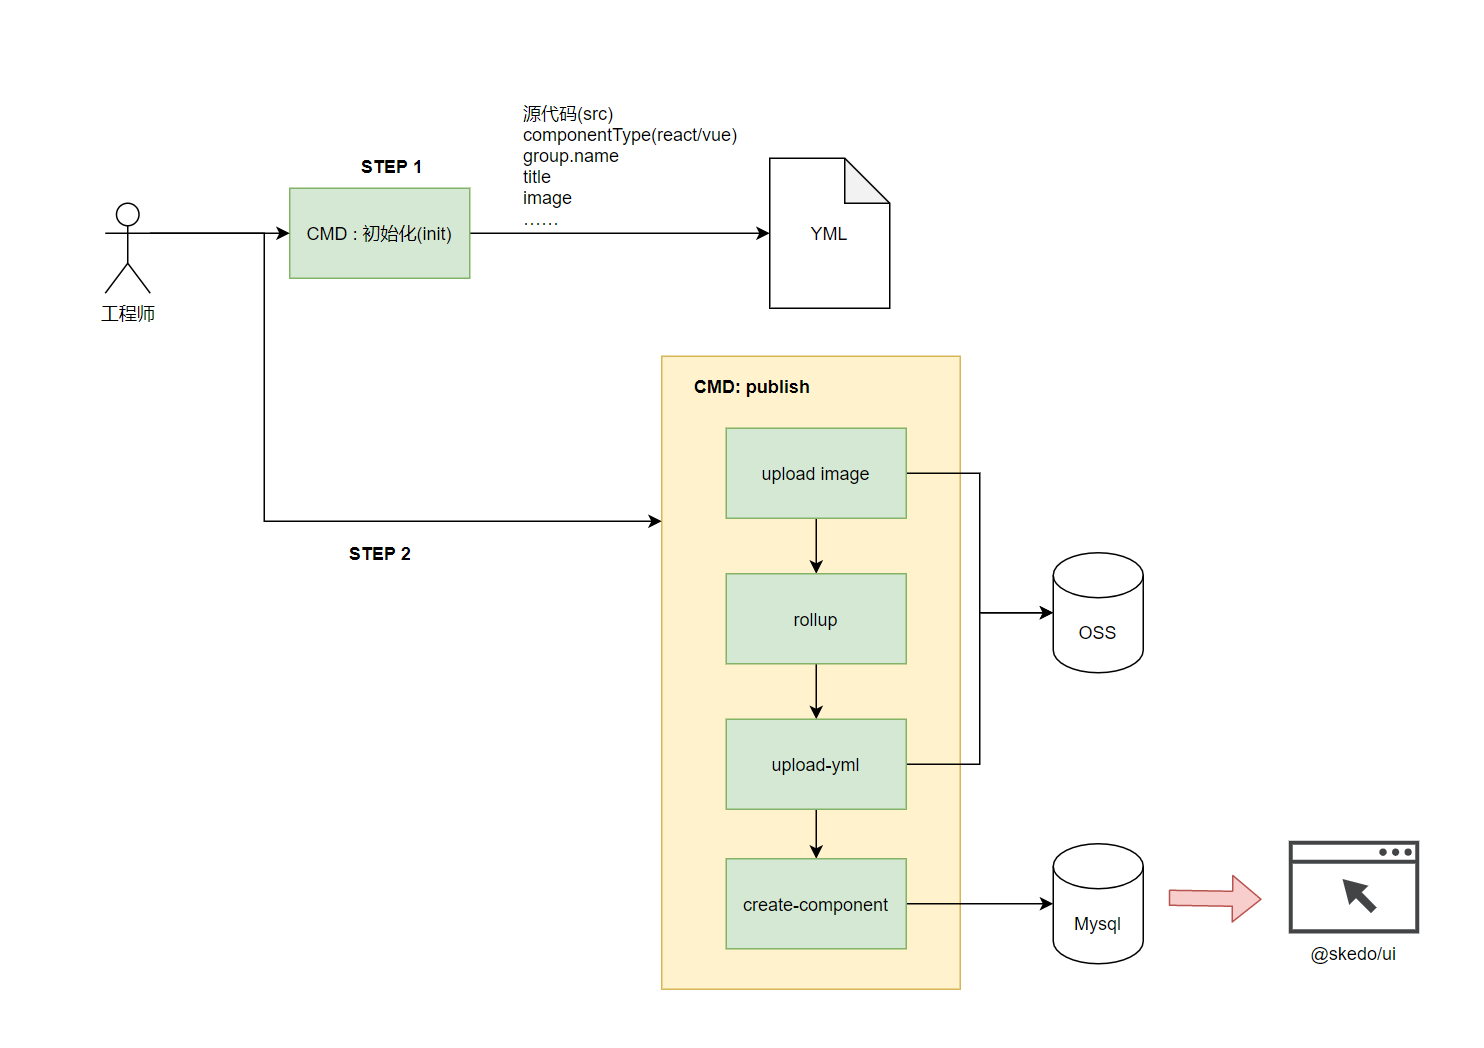 源代码(src)
componentType(react/vue)
group.name
title
image
······
STEP 1
CMD : 初始化(init)
YML
工程师
CMD: publish
upload image
STEP 2
rollup
OSS
upload-yml
create-component
Mysql
@skedo/ui